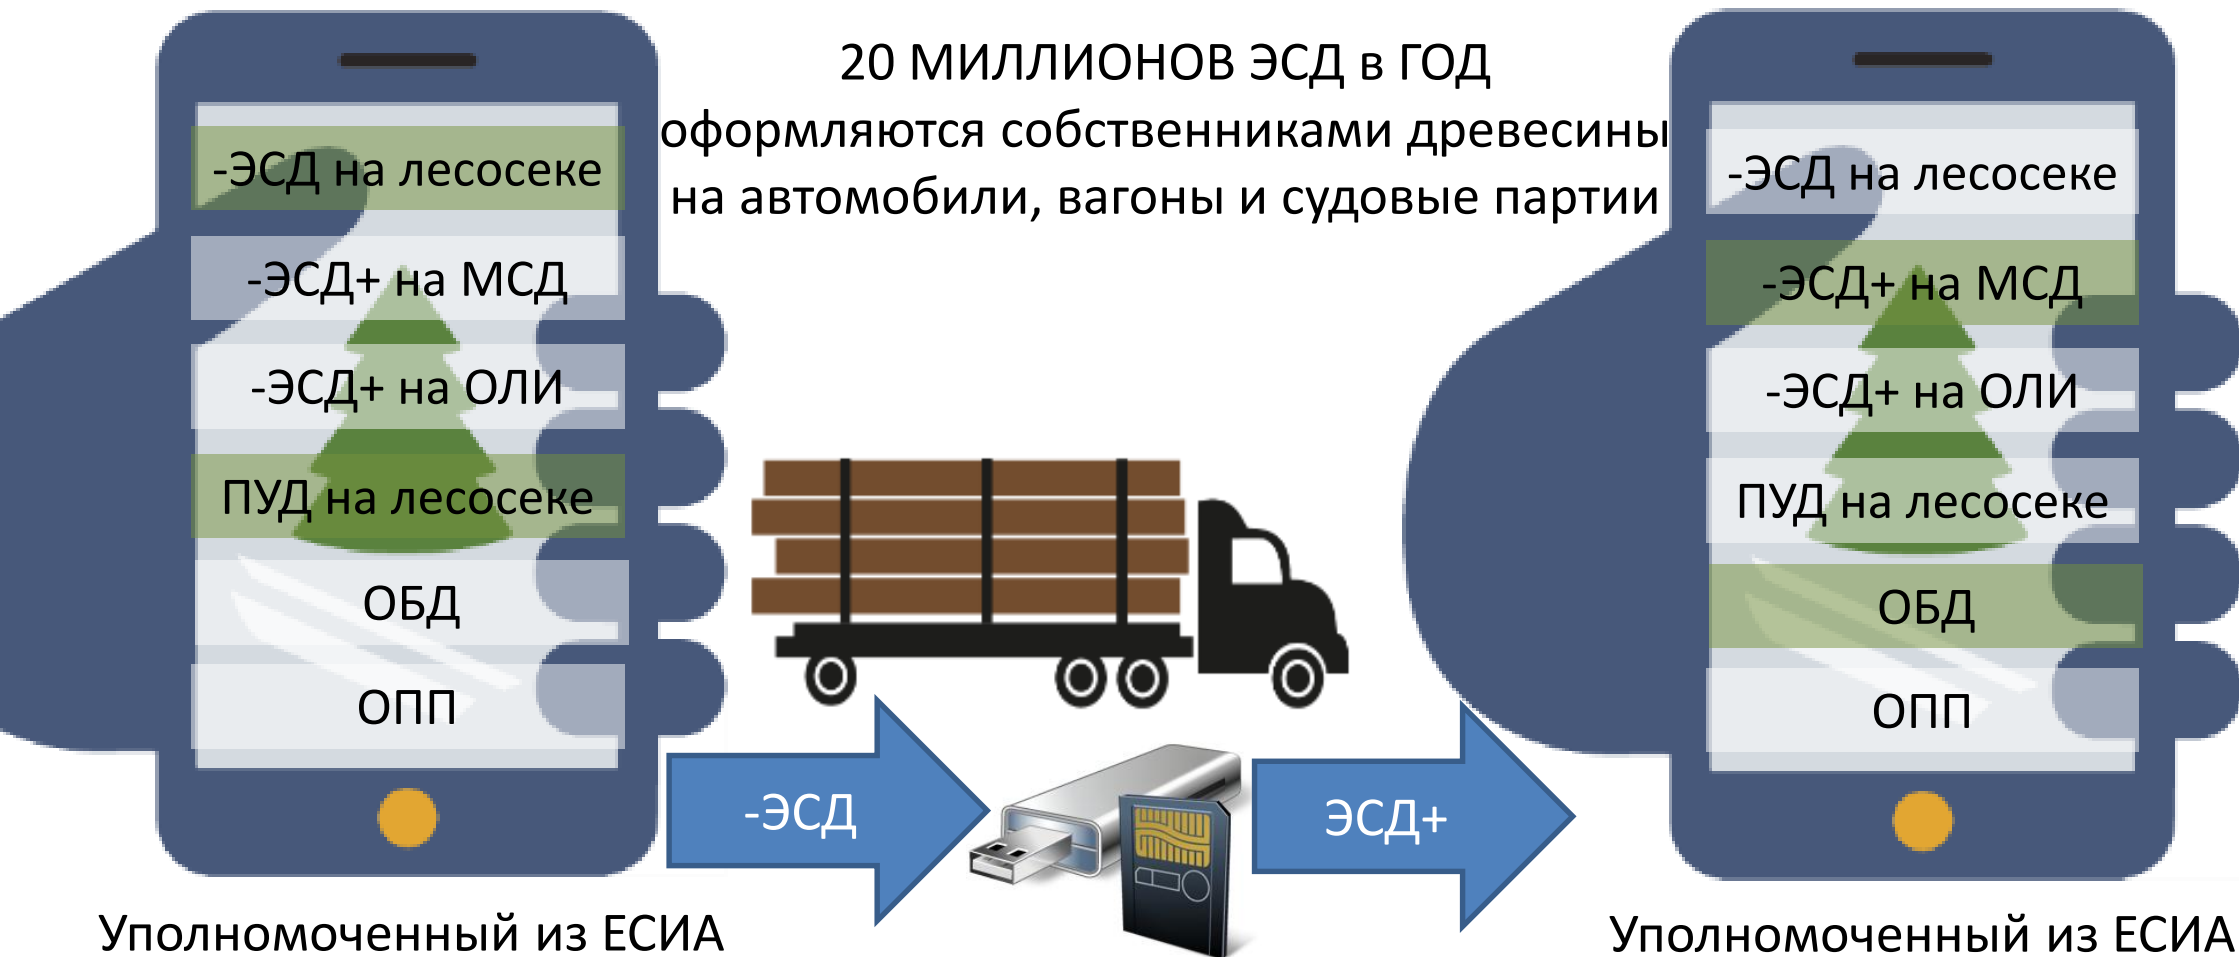 20 МИЛЛИОНОВ ЭСД в ГОД
оформляются собственниками древесины
на автомобили, вагоны и судовые партии
-ЭСД на лесосеке
-ЭСД+ на МСД
-ЭСД+ на ОЛИ
ПУД на лесосеке
ОБД
ОПП
-ЭСД
ЭСД+
Уполномоченный из ЕСИА
-ЭСД на лесосеке
-ЭСД+ на МСД
-ЭСД+ на ОЛИ
ПУД на лесосеке
ОБД
ОПП
Уполномоченный из ЕСИА